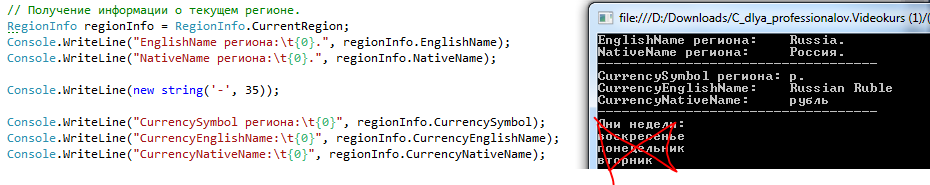 // Получение информации о текущем регионе.
RegionInfo regionInfo = RegionInfo.CurrentRegion;
Console.WriteLine("EnglishName региона:\t{0}.", regionInfo.EnglishName);
Console.WriteLine("NativeName региона:\t{0}.", regionInfo.NativeName);
Console.WriteLine(new string('-', 35));
Console.WriteLine("CurrencySymbol региона:\t{0}", regionInfo.CurrencySymbol);
Console.WriteLine("CurrencyEnglishName:\t{0}", regionInfo.CurrencyEnglishName);
Console.WriteLine("CurrencyNativeName:\t{0}", regionInfo.CurrencyNativeName);
file:///D:/Downloads/C_dlya_professionalov.Videokurs (1)/(
EnglishName региона: Russia.
NativeName региона: Россия.
-----------------------------------
CurrencySymbol региона: р.
CurrencyEnglishName: Russian Ruble
CurrencyNativeName: рубль
-----------------------------------
Дни недели:
воскресенье
понедельник
вторник